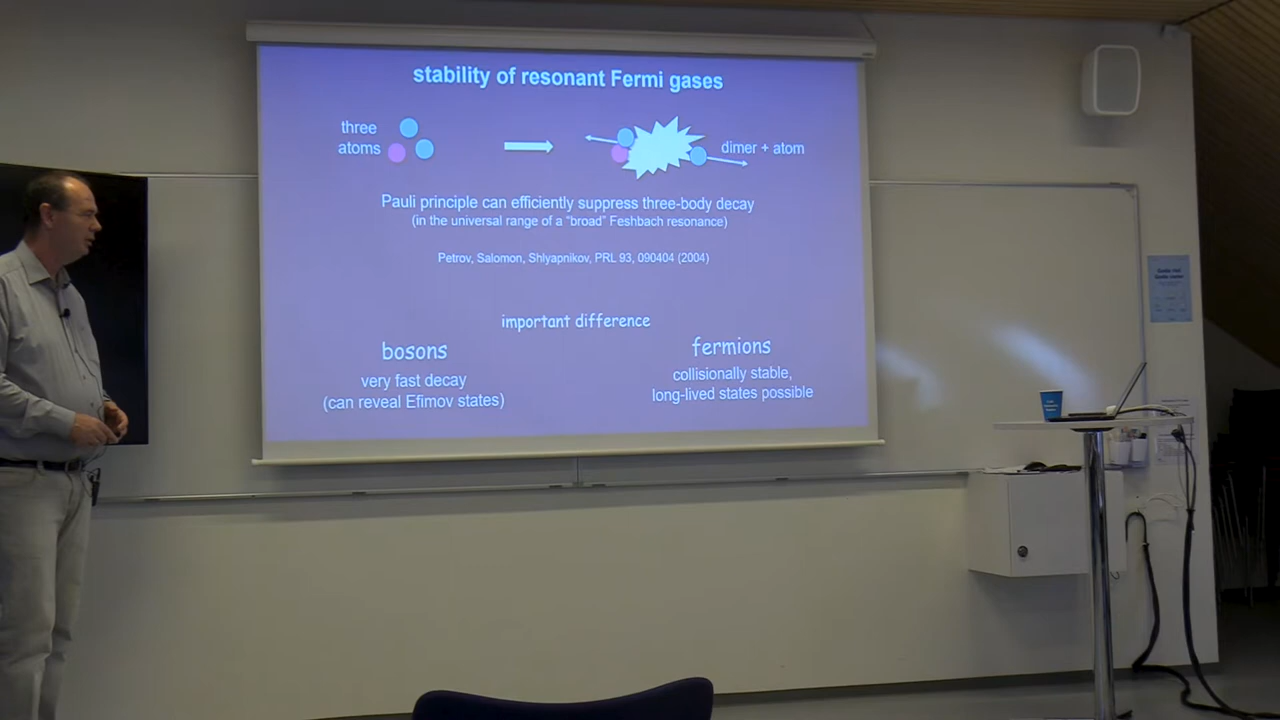 stability of resonant Fermi gases
three
atoms
dimer + atom
Pauli principle can efficiently suppress three-body decay
(in the universal range of a "broad" Feshbach resonance)
Petrov, Salomon, Shlyapnikov, PRL 93, 090404 (2004)
important difference
bosons
very fast decay
(can reveal Efimov states)
fermions
collisionally stable,
long-lived states possible